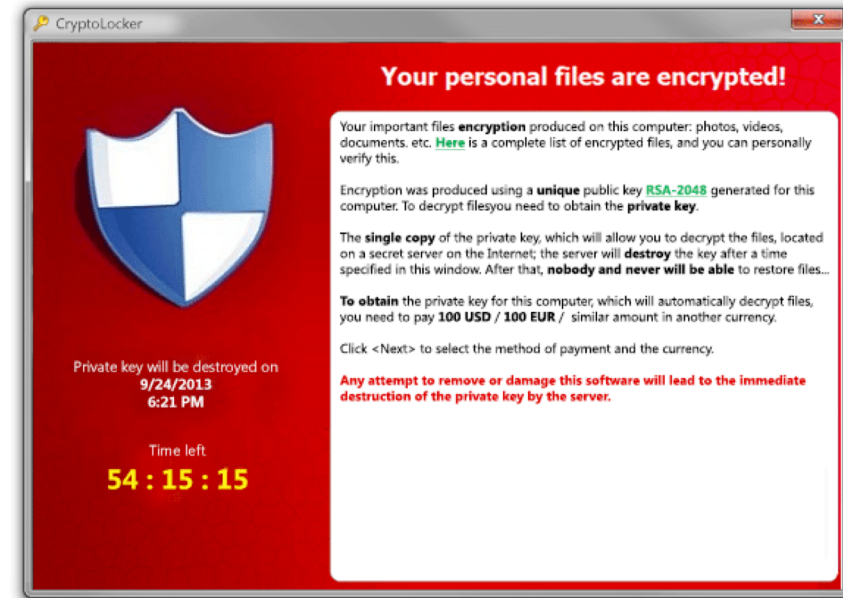 CryptoLocker
Your personal files are encrypted!
Your important files encryption produced on this computer: photos, videos,
documents. etc. Here is a complete list of encrypted files, and you can personally
verify this.
Encryption was produced using a unique public key RSA-2048 generated for this
computer. To decrypt filesyou need to obtain the private key.
The single copy of the private key, which will allow you to decrypt the files, located
on a secret server on the Internet; the server will destroy the key after a time
specified in this window. After that, nobody and never will be able to restore files...
To obtain the private key for this computer, which will automatically decrypt files,
you need to pay 100 USD / 100 EUR / similar amount in another currency.
Click <Next> to select the method of payment and the currency.
Any attempt to remove or damage this software will lead to the immediate
destruction of the private key by the server.
Private key will be destroyed on
9/24/2013
6:21 PM
Time left
54 : 15 : 15